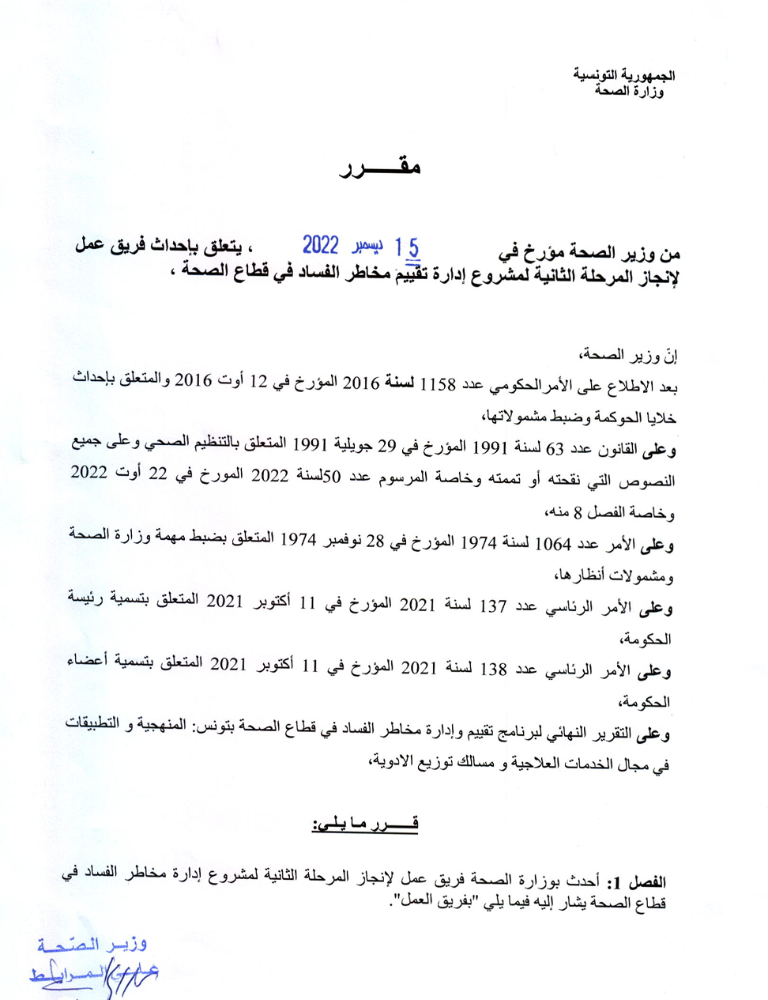 الجمهورية التونسية
وزارة الصحة
مقـــــرر
من وزير الصحة مؤرخ في 15 ديسمبر 2022 ، يتعلق بإحداث فريق عمل
لإنجاز المرحلة الثانية لمشروع إدارة تقييم مخاطر الفساد في قطاع الصحة ،
إنّ وزير الصحة،
بعد الاطلاع على الأمرالحكومي عدد 1158 لسنة 2016 المؤرخ في 12 أوت 2016 والمتعلق بإحداث
خلايا الحوكمة وضبط مشمولاتها،
وعلى القانون عدد 63 لسنة 1991 المؤرخ في 29 جويلية 1991 المتعلق بالتنظيم الصحي وعلى جميع
النصوص التي نقحته أو تممته وخاصة المرسوم عدد 50لسنة 2022 المورخ في 22 أوت 2022
وخاصة الفصل 8 منه،
وعلى الأمر عدد 1064 لسنة 1974 المؤرخ في 28 نوفمبر 1974 المتعلق بضبط مهمة وزارة الصحة
ومشمولات أنظارها،
وعلى الأمر الرئاسي عدد 137 لسنة 2021 المؤرخ في 11 أكتوبر 2021 المتعلق بتسمية رئيسة
الحكومة،
وعلى الأمر الرئاسي عدد 138 لسنة 2021 المؤرخ في 11 أكتوبر 2021 المتعلق بتسمية أعضاء
الحكومة،
وعلى التقرير النهائي لبرنامج تقييم وإدارة مخاطر الفساد في قطاع الصحة بتونس: المنهجية و التطبيقات
في مجال الخدمات العلاجية و مسالك توزيع الادوية،
قـــــرر ما يلي:
الفصل 1: أحدث بوزارة الصحة فريق عمل لإنجاز المرحلة الثانية لمشروع إدارة مخاطر الفساد في
قطاع الصحة يشار إليه فيما يلي "بفريق العمل".
وزيـر الـصـّحـة
علـي المـرابـط